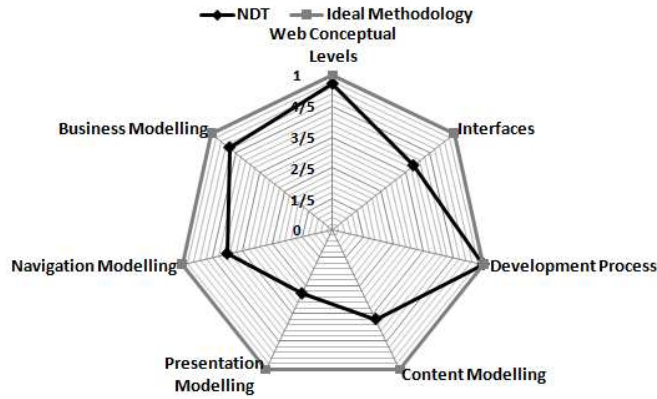 NDT Ideal Methodology
Web Conceptual
Levels
1
4/5
3/5
2/5
1/5
0
Business Modelling
Interfaces
Navigation Modelling
Development Process
Presentation
Modelling
Content Modelling